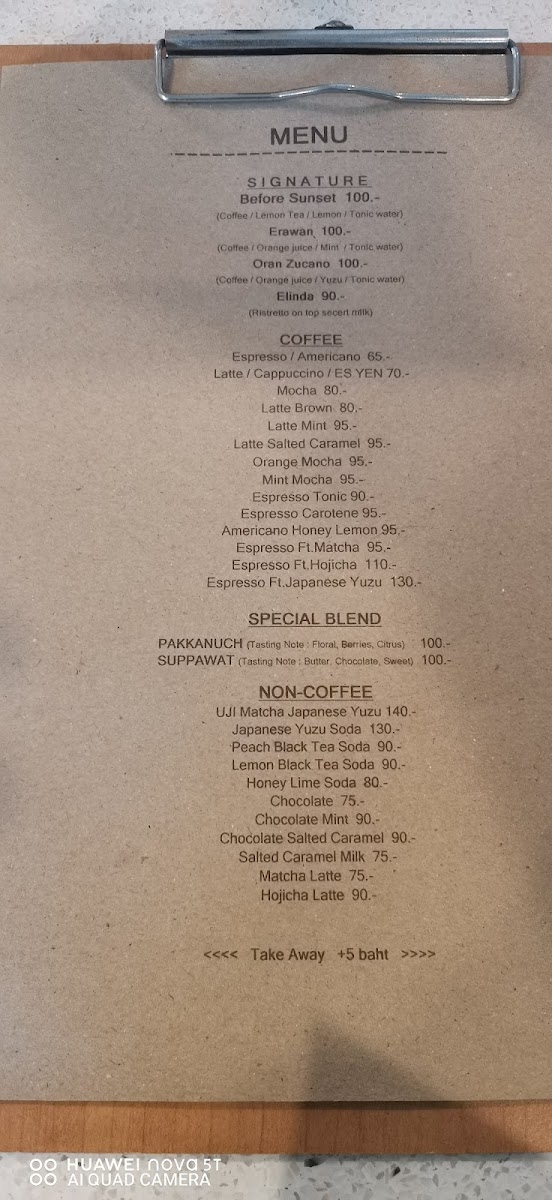 MENU
SIGNATURE
Before Sunset 100.-
(Coffee / Lemon Tea / Lemon / Tonic water)
Erawan 100.-
(Coffee / Orange juice / Mint / Tonic water)
Oran Zucano 100.-
(Coffee / Orange juice / Yuzu / Tonic water)
Elinda 90.-
(Ristretto on top secert milk)
COFFEE
Espresso / Americano 65.-
Latte / Cappuccino / ES YEN 70.-
Mocha 80.-
Latte Brown 80.-
Latte Mint 95.-
Latte Salted Caramel 95.-
Orange Mocha 95.-
Mint Mocha 95.-
Espresso Tonic 90.-
Espresso Carotene 95.-
Americano Honey Lemon 95.-
Espresso Ft.Matcha 95.-
Espresso Ft.Hojicha 110.-
Espresso Ft.Japanese Yuzu 130.-
SPECIAL BLEND
PAKKANUCH (Tasting Note : Floral, Berries, Citrus) 100.-
SUPPAWAT (Tasting Note : Butter, Chocolate, Sweet) 100.-
NON-COFFEE
UJI Matcha Japanese Yuzu 140.-
Japanese Yuzu Soda 130.-
Peach Black Tea Soda 90.-
Lemon Black Tea Soda 90.-
Honey Lime Soda 80.-
Chocolate 75.-
Chocolate Mint 90.-
Chocolate Salted Caramel 90.-
Salted Caramel Milk 75.-
Matcha Latte 75.-
Hojicha Latte 90.-
<<<< Take Away +5 baht >>>>
HUAWEI nova 5T
AI QUAD CAMERA